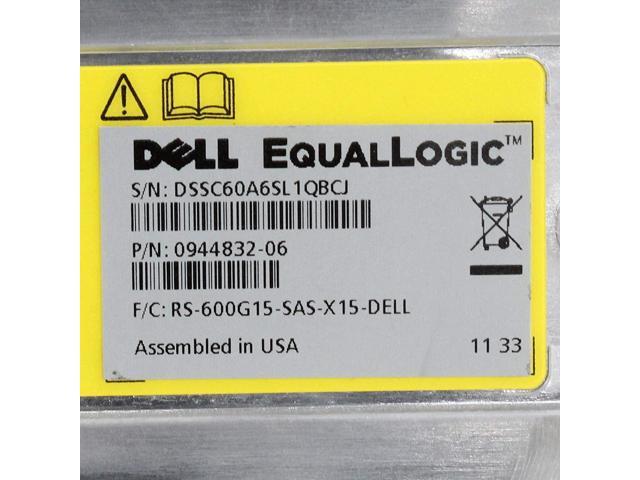 DELL EQUALLOGIC™
S/N: DSSC60A6SL1QBCJ
P/N: 0944832-06
F/C: RS-600G15-SAS-X15-DELL
Assembled in USA 11 33